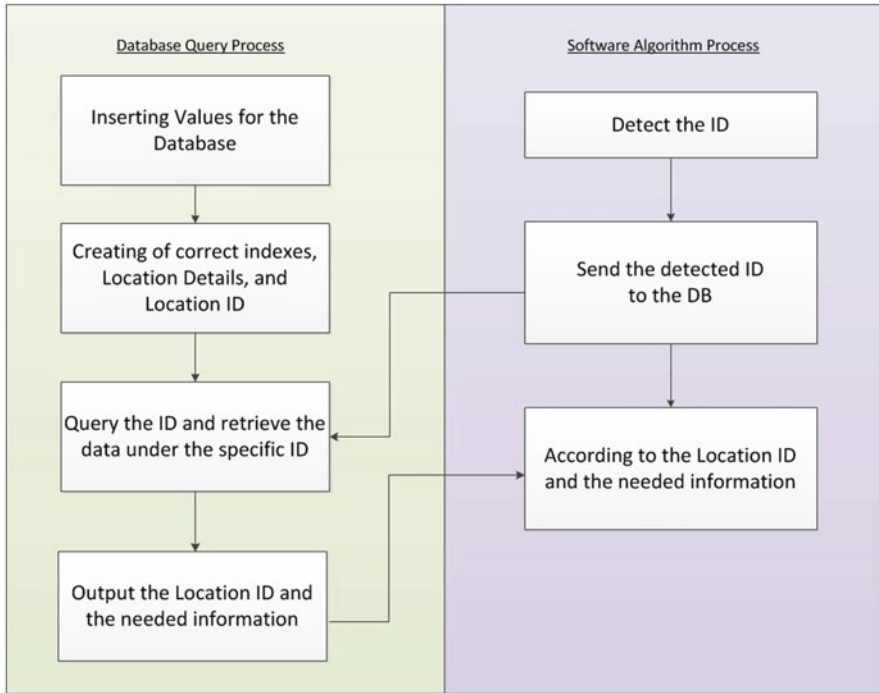 Database Query Process
Inserting Values for the
Database
Creating of correct indexes,
Location Details, and
Location ID
Query the ID and retrieve the
data under the specific ID
Output the Location ID and
the needed information
Software Algorithm Process
Detect the ID
Send the detected ID
to the DB
According to the Location ID
and the needed information